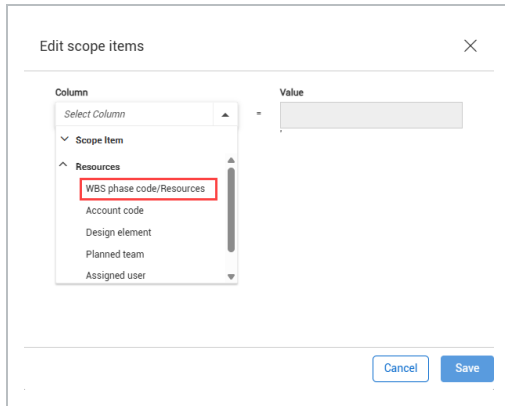 Edit scope items
Column
Value
Select Column
=
Scope Item
Resources
WBS phase code/Resources
Account code
Design element
Planned team
Assigned user
Cancel
Save